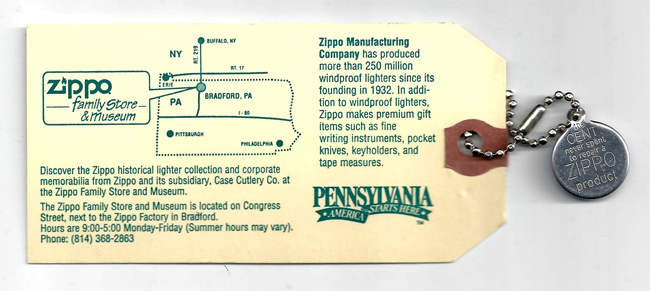 BUFFALO, NY
NY
RT. 219
RT. 17
ERIE
zippo
family Store
& Museum
PA
BRADFORD, PA
I - 80
PITTSBURGH
PHILADELPHIA
Discover the Zippo historical lighter collection and corporate
memorabilia from Zippo and its subsidiary, Case Cutlery Co. at
the Zippo Family Store and Museum.
The Zippo Family Store and Museum is located on Congress
Street, next to the Zippo Factory in Bradford.
Hours are 9:00-5:00 Monday-Friday (Summer hours may vary).
Phone: (814) 368-2863
Zippo Manufacturing
Company has produced
more than 250 million
windproof lighters since its
founding in 1932. In addi-
tion to windproof lighters,
Zippo makes premium gift
items such as fine
writing instruments, pocket
knives, keyholders, and
tape measures.
PENNSYLVANIA
AMERICA STARTS HERE
TM
CENT
never spent
to repair a
ZIPPO
product